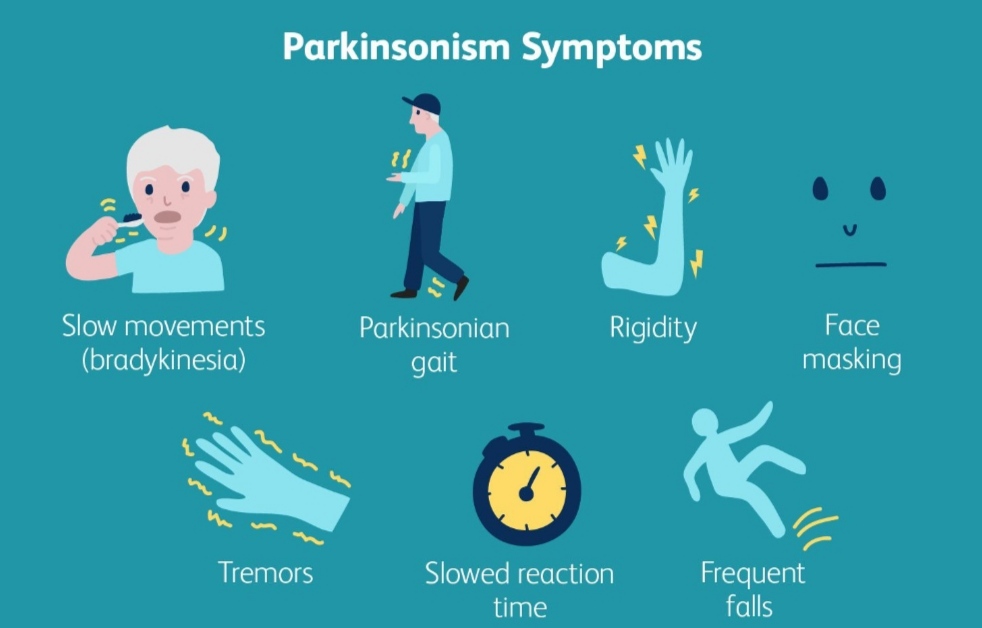 Parkinsonism Symptoms
Slow movements
(bradykinesia)
Parkinsonian
gait
Rigidity
Face
masking
Tremors
Slowed reaction
time
Frequent
falls